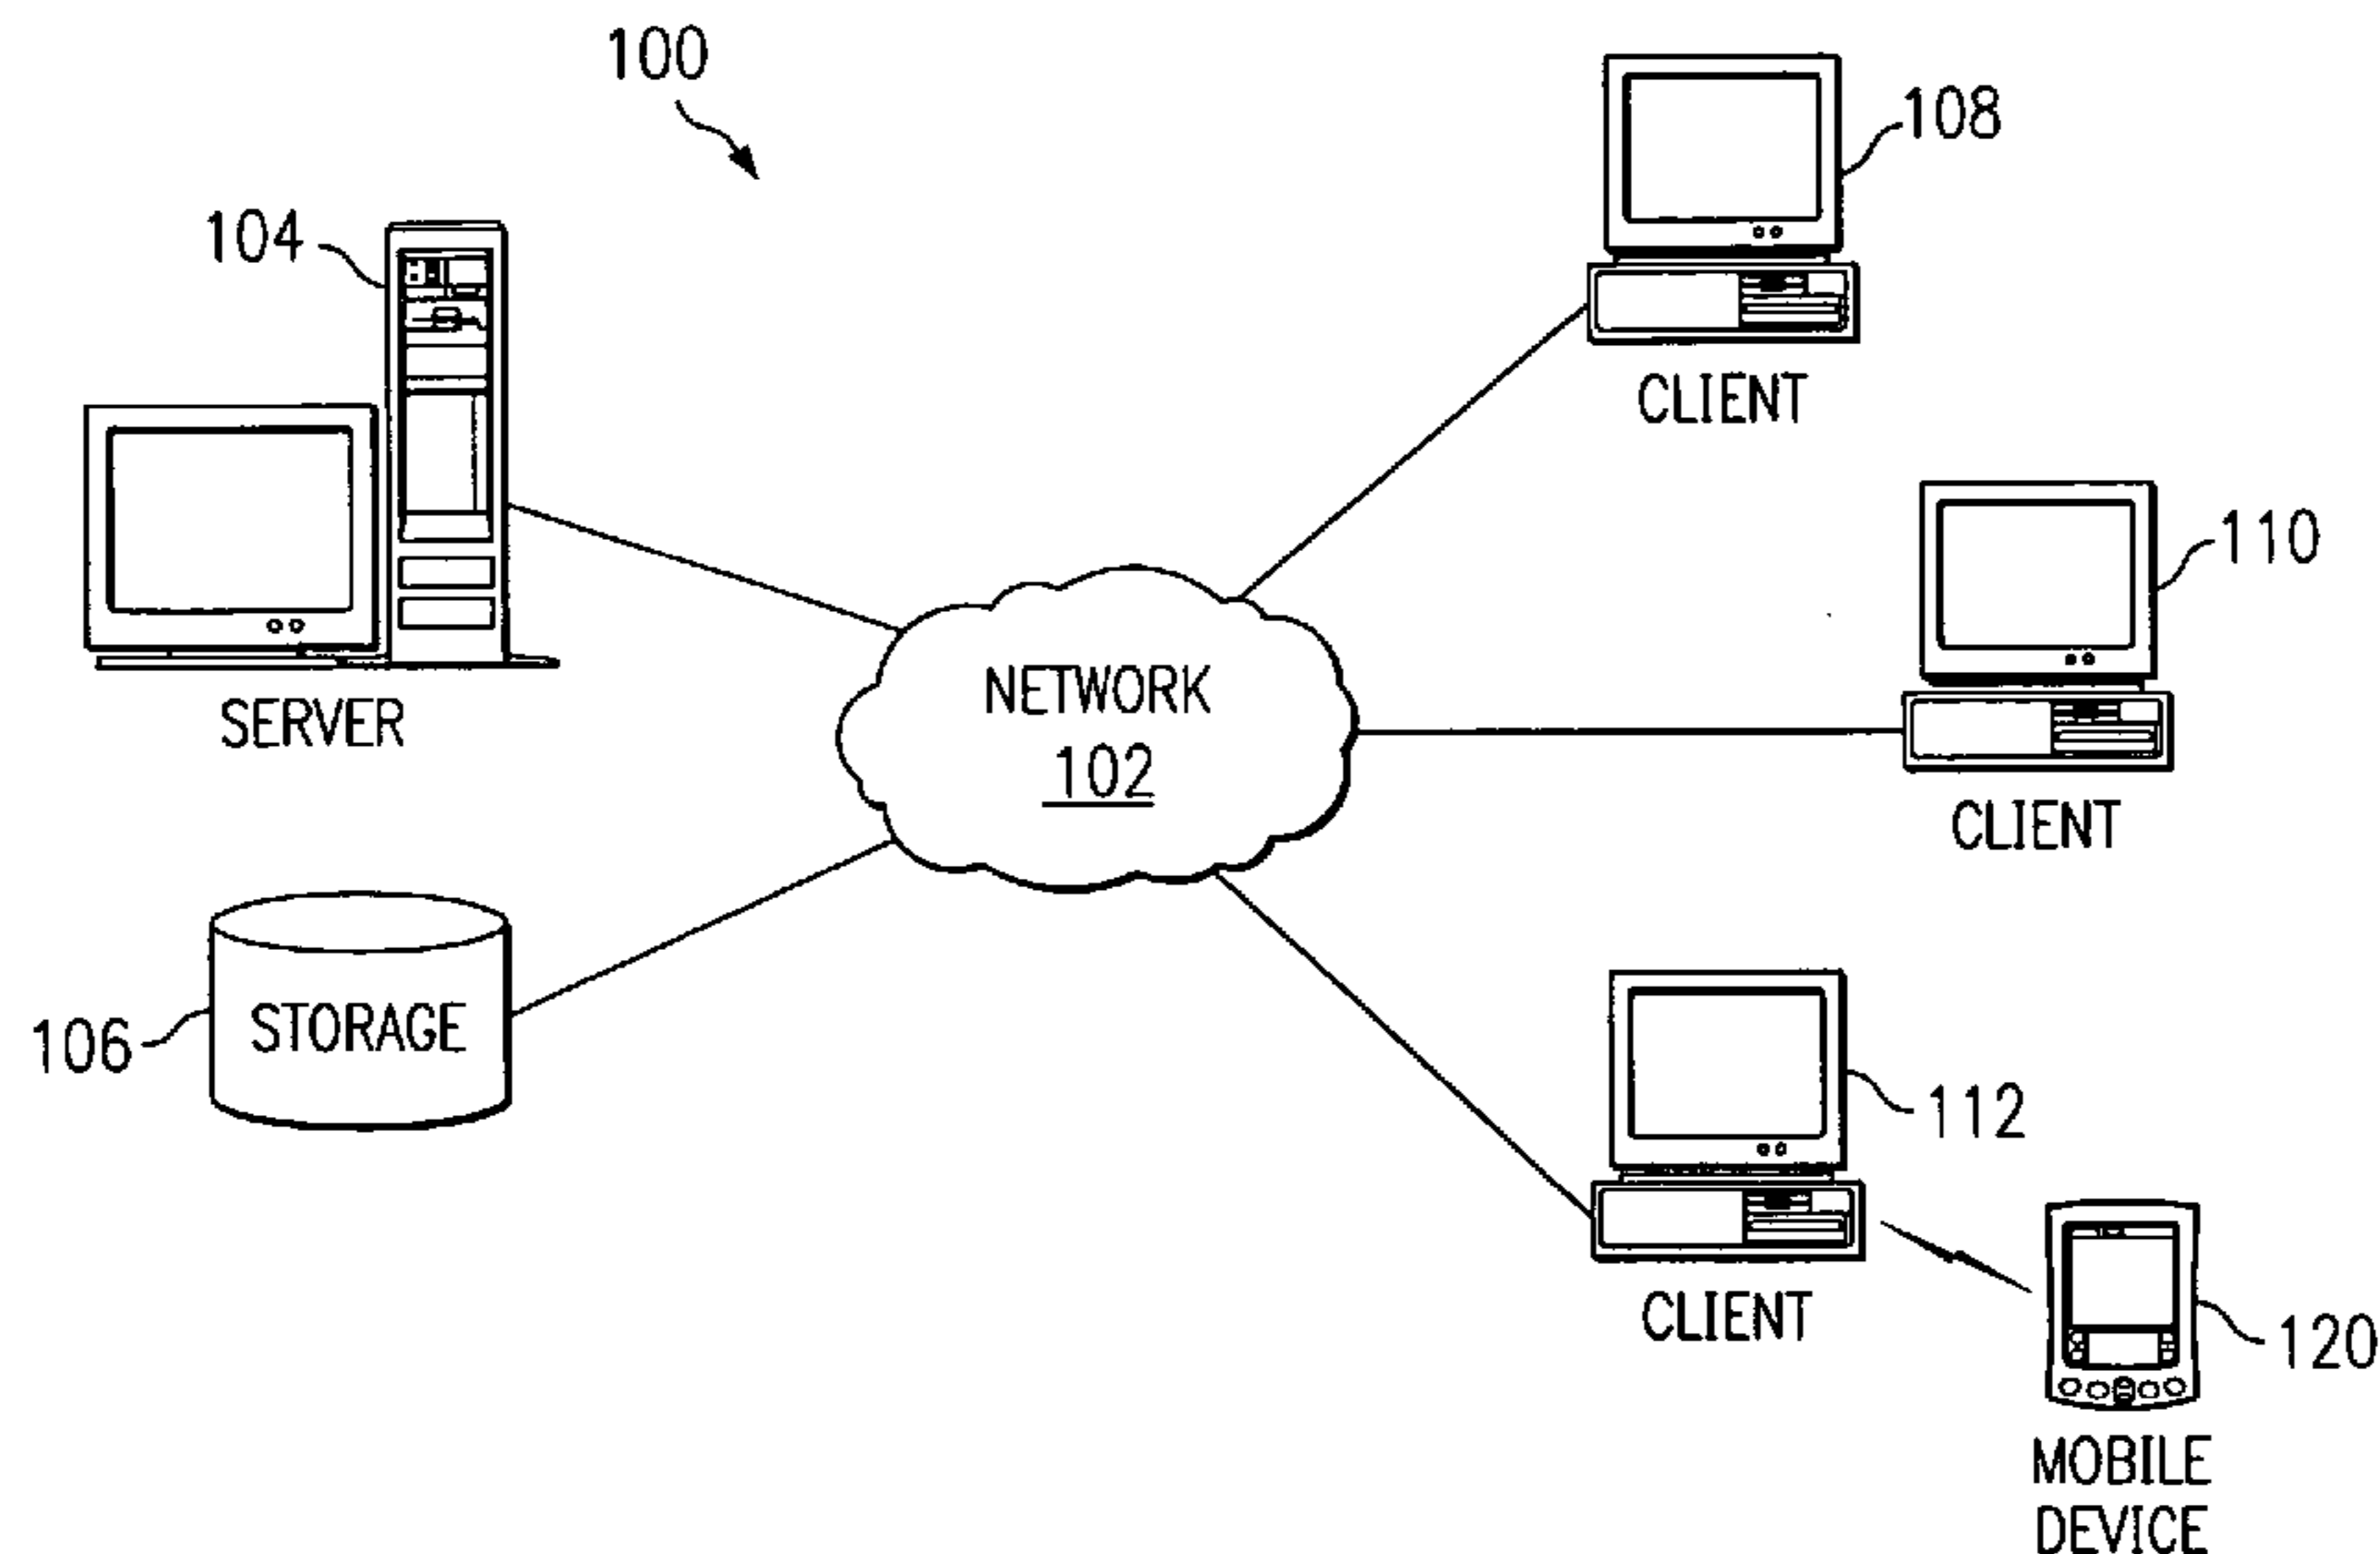 100
108
104
CLIENT
110
SERVER
NETWORK
102
CLIENT
STORAGE
106
112
CLIENT
120
MOBILE
DEVICE